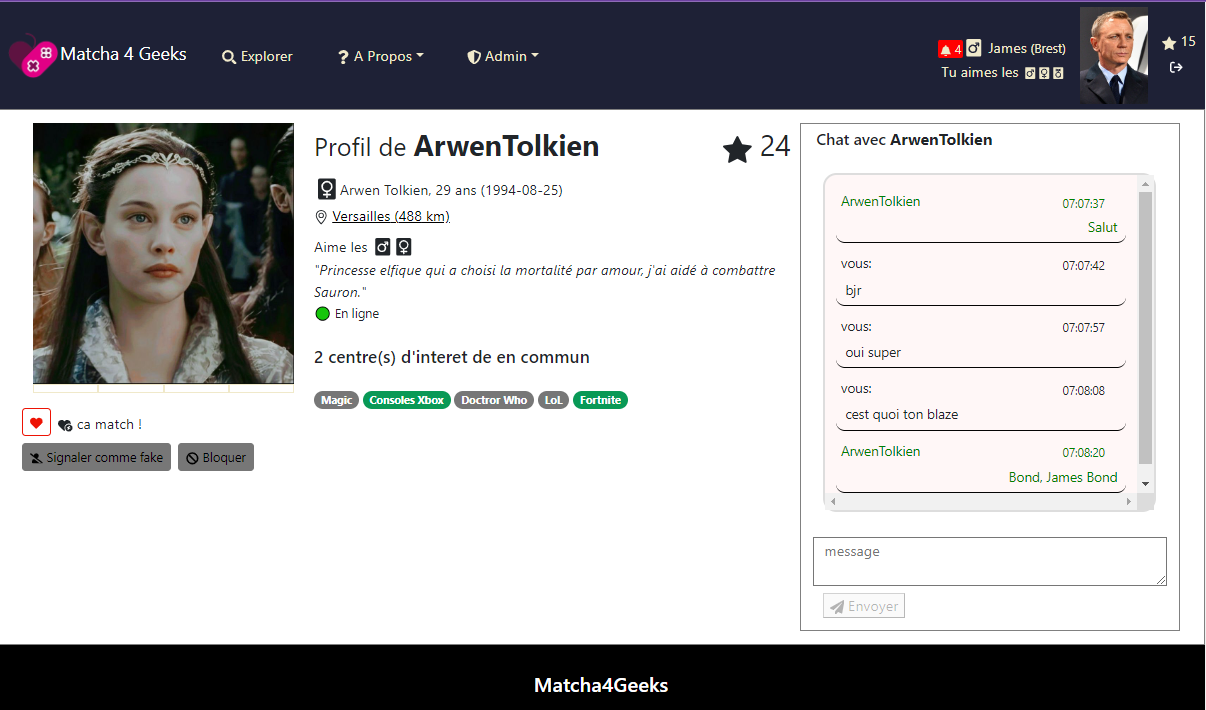 Matcha 4 Geeks
Explorer
A Propos
Admin
4
James (Brest)
Tu aimes les
15
Profil de ArwenTolkien
24
Arwen Tolkien, 29 ans (1994-08-25)
Versailles (488 km)
Aime les
"Princesse elfique qui a choisi la mortalité par amour, j'ai aidé à combattre
Sauron."
En ligne
2 centre(s) d'interet de en commun
Magic Consoles Xbox Doctror Who LoL Fortnite
ca match !
Signaler comme fake
Bloquer
Chat avec ArwenTolkien
ArwenTolkien 07:07:37
Salut
vous: 07:07:42
bjr
vous: 07:07:57
oui super
vous: 07:08:08
cest quoi ton blaze
ArwenTolkien 07:08:20
Bond, James Bond
message
Envoyer
Matcha4Geeks